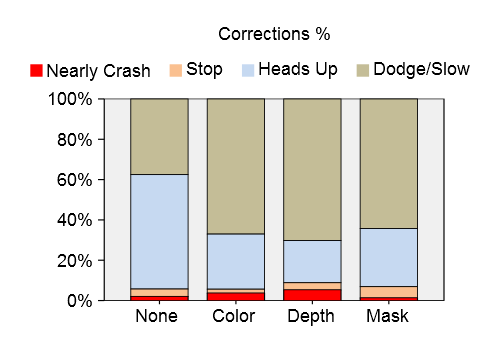 Corrections %
Nearly Crash Stop Heads Up Dodge/Slow
100%
80%
60%
40%
20%
0%
None Color Depth Mask